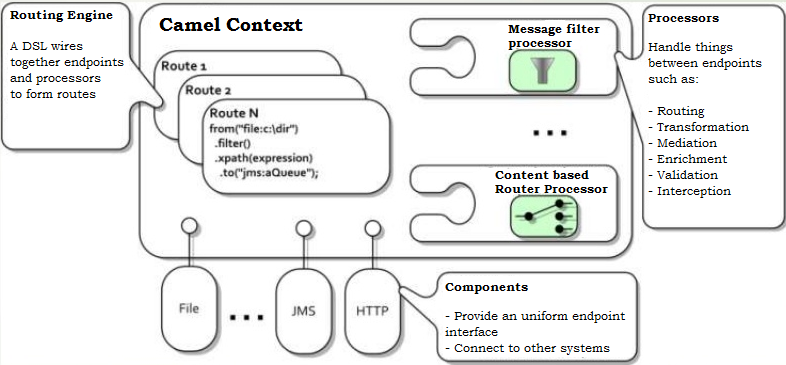 Routing Engine
A DSL wires
together endpoints
and processors
to form routes
Camel Context
Route 1
Route 2
Route N
from("file:c:\dir")
.filter()
.xpath(expression)
.to("jms:aQueue");
Message filter
processor
...
Content based
Router Processor
Processors
Handle things
between endpoints
such as:
- Routing
- Transformation
- Mediation
- Enrichment
- Validation
- Interception
File
...
JMS
HTTP
Components
- Provide an uniform endpoint
interface
- Connect to other systems